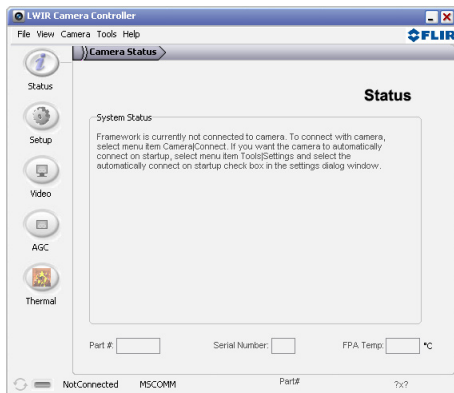 LWIR Camera Controller
File View Camera Tools Help
FLIR
Camera Status
Status
Status
System Status
Framework is currently not connected to camera. To connect with camera,
select menu item Camera|Connect. If you want the camera to automatically
connect on startup, select menu item Tools|Settings and select the
automatically connect on startup check box in the settings dialog window.
Setup
Video
AGC
Thermal
Part #: Serial Number: FPA Temp: °C
NotConnected MSCOMM Part# ?x?